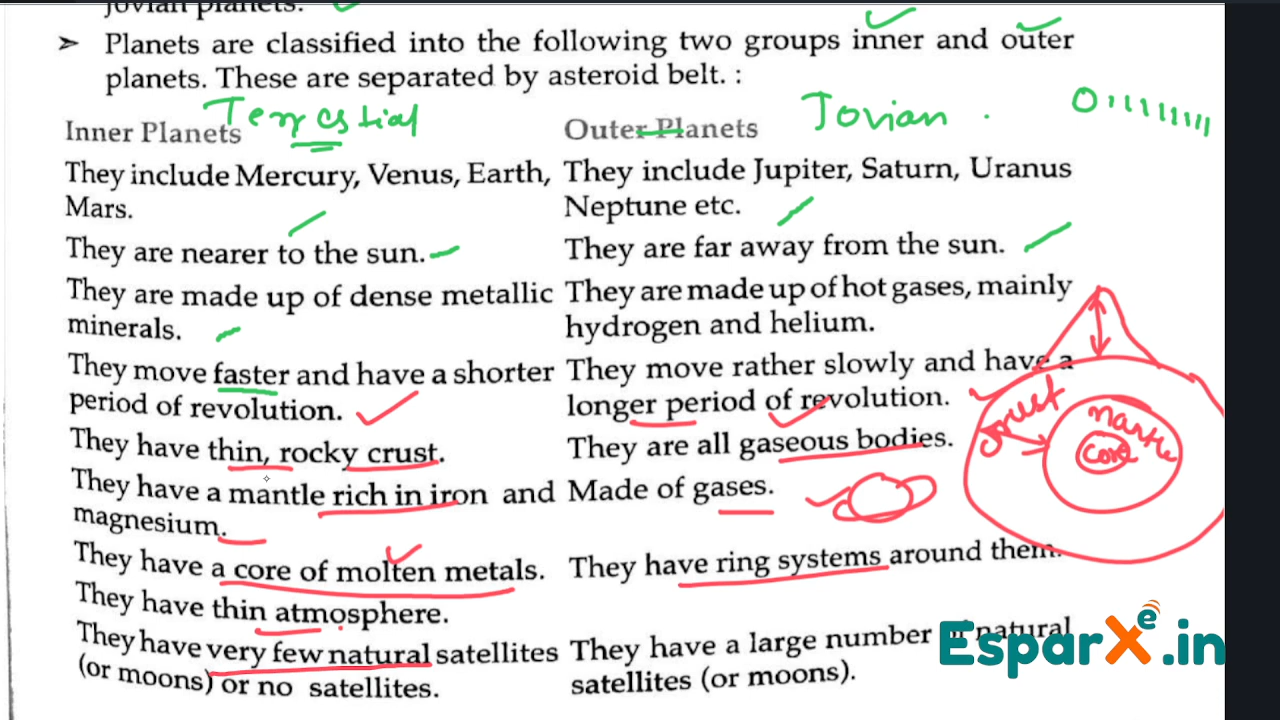 Jovian planets.
➤ Planets are classified into the following two groups inner and outer
planets. These are separated by asteroid belt. :
Terrestial
Jovian.
Inner Planets
Outer Planets
They include Mercury, Venus, Earth,
Mars.
They include Jupiter, Saturn, Uranus
Neptune etc.
They are nearer to the sun.
They are far away from the sun.
They are made up of dense metallic
minerals.
They are made up of hot gases, mainly
hydrogen and helium.
They move faster and have a shorter
period of revolution.
They move rather slowly and have a
longer period of revolution.
They have thin, rocky crust.
They are all gaseous bodies.
They have a mantle rich in iron and
magnesium.
Made of gases.
They have a core of molten metals.
They have ring systems around them.
They have thin atmosphere.
They have very few natural satellites
(or moons) or no satellites.
They have a large number of natural
satellites (or moons).
crust
mantle
core
EsparXe.in